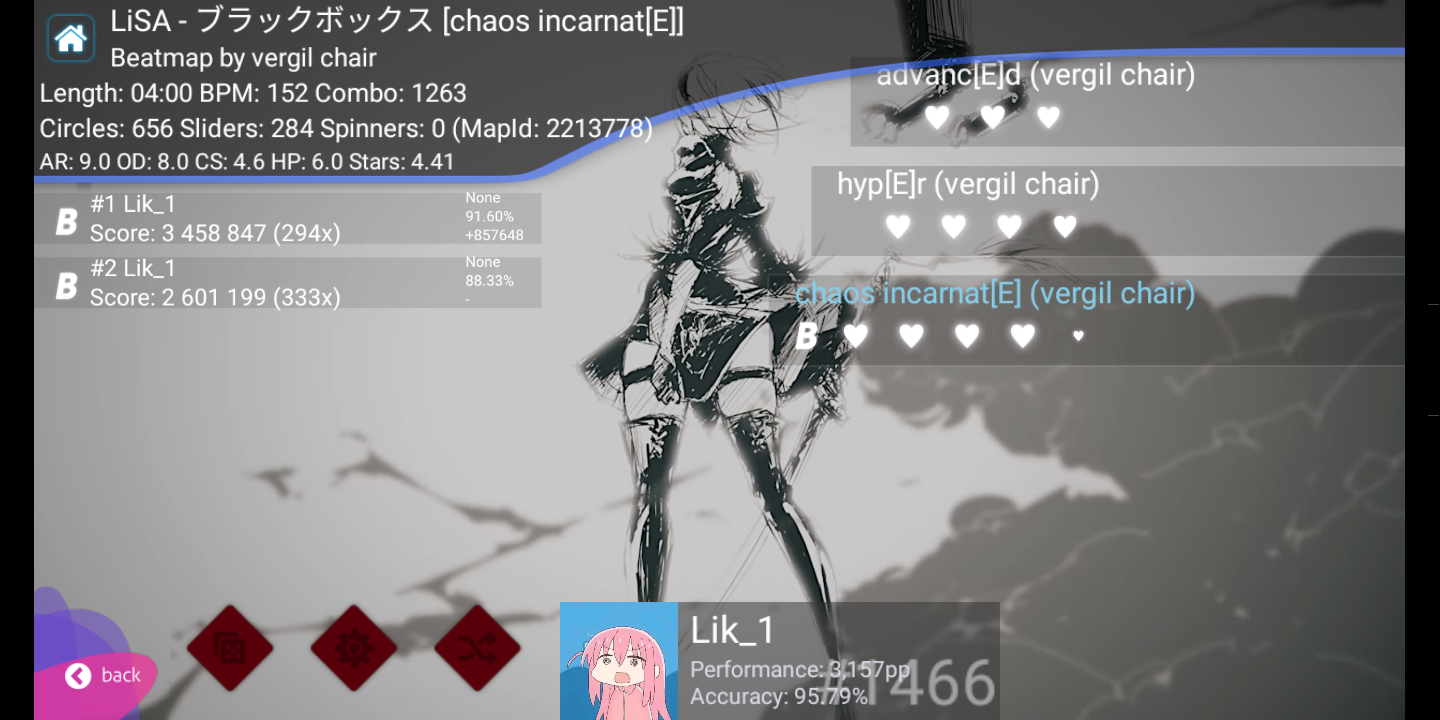 LiSA - ブラックボックス [chaos incarnat[E]]
Beatmap by vergil chair
Length: 04:00 BPM: 152 Combo: 1263
Circles: 656 Sliders: 284 Spinners: 0 (MapId: 2213778)
AR: 9.0 OD: 8.0 CS: 4.6 HP: 6.0 Stars: 4.41
B
#1 Lik_1
Score: 3 458 847 (294x)
None
91.60%
+857648
B
#2 Lik_1
Score: 2 601 199 (333x)
None
88.33%
-
advanc[E]d (vergil chair)
hyp[E]r (vergil chair)
chaos incarnat[E] (vergil chair)
B
back
Lik_1
Performance: 3,157pp
Accuracy: 95.79%
#1466